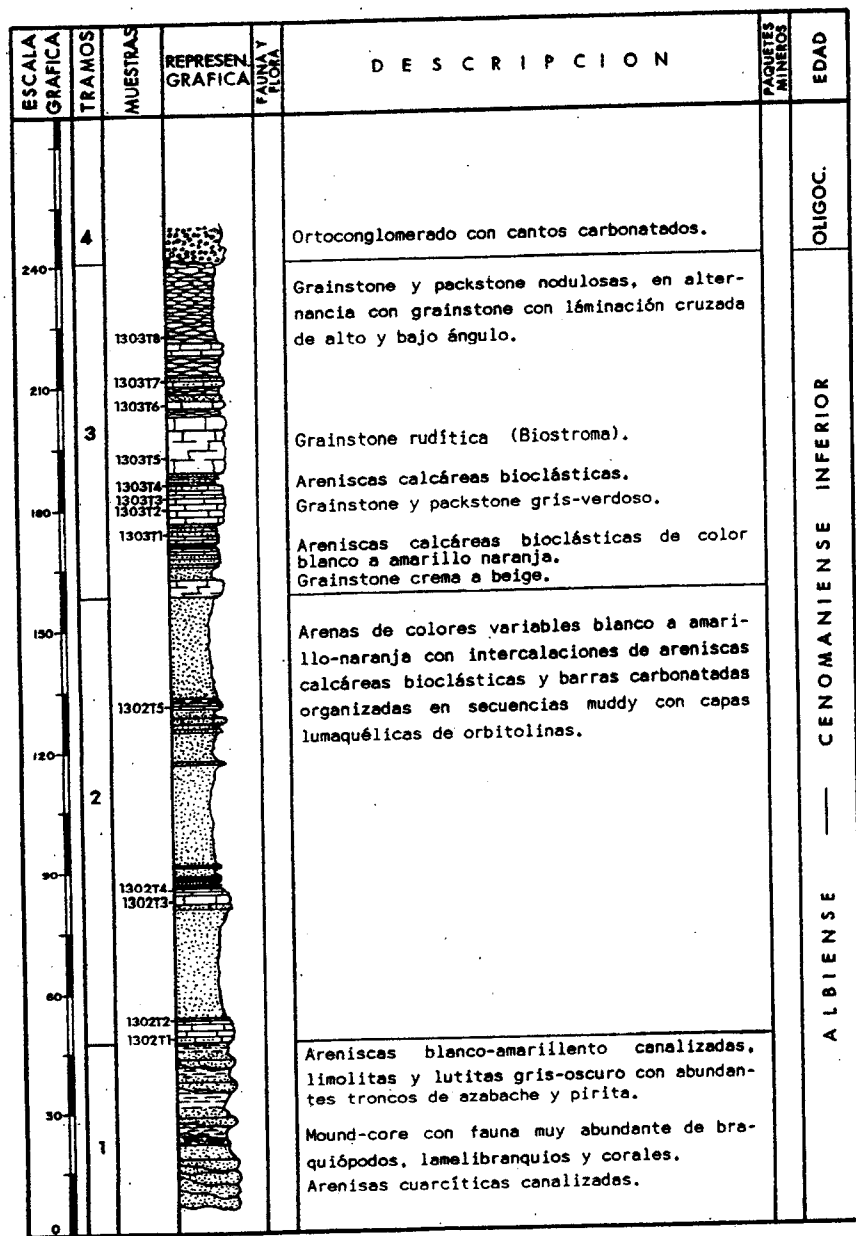 ESCALA GRAFICA
TRAMOS
MUESTRAS
REPRESEN. GRAFICA
FAUNA Y FLORA
DESCRIPCION
PAQUETES MINEROS
EDAD
OLIGOC.
4
Ortoconglomerado con cantos carbonatados.
240
Grainstone y packstone nodulosas, en alter-
nancia con grainstone con láminación cruzada
de alto y bajo ángulo.
1303T8
1303T7
210
1303T6
3
Grainstone rudítica (Biostroma).
1303T5
Areniscas calcáreas bioclásticas.
1303T4
1303T3
Grainstone y packstone gris-verdoso.
180
1303T2
1303T1
Areniscas calcáreas bioclásticas de color
blanco a amarillo naranja.
Grainstone crema a beige.
150
Arenas de colores variables blanco a amari-
llo-naranja con intercalaciones de areniscas
calcáreas bioclásticas y barras carbonatadas
organizadas en secuencias muddy con capas
lumaquélicas de orbitolinas.
1302T5
120
2
90
1302T4
1302T3
60
1302T2
1302T1
Areniscas blanco-amarillento canalizadas,
limolitas y lutitas gris-oscuro con abundan-
tes troncos de azabache y pirita.
30
1
Mound-core con fauna muy abundante de bra-
quiópodos, lamelibranquios y corales.
Arenisas cuarcíticas canalizadas.
0
ALBIENSE — CENOMANIENSE INFERIOR